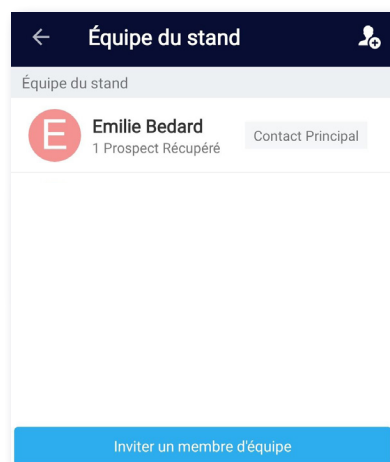 Équipe du stand
Équipe du stand
E
Emilie Bedard
1 Prospect Récupéré
Contact Principal
Inviter un membre d'équipe